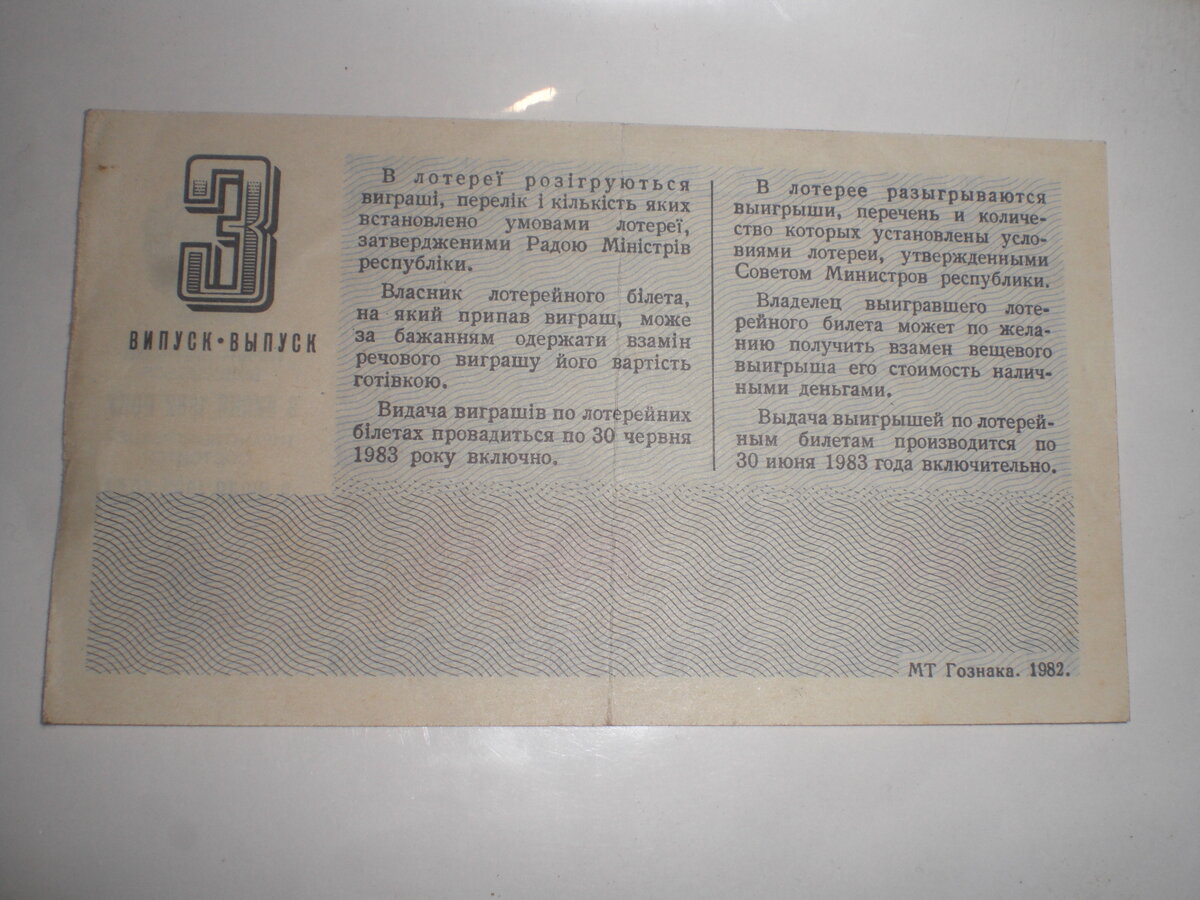 3
ВИПУСК•ВЫПУСК
В лотереї розігруються
виграші, перелік і кількість яких
встановлено умовами лотереї,
затвердженими Радою Міністрів
республіки.
Власник лотерейного білета,
на який припав виграш, може
за бажанням одержати взамін
речового виграшу його вартість
готівкою.
Видача виграшів по лотерейних
білетах провадиться по 30 червня
1983 року включно.
В лотерее разыгрываются
выигрыши, перечень и количе-
ство которых установлены усло-
виями лотереи, утвержденными
Советом Министров республики.
Владелец выигравшего лоте-
рейного билета может по жела-
нию получить взамен вещевого
выигрыша его стоимость налич-
ными деньгами.
Выдача выигрышей по лотерей-
ным билетам производится по
30 июня 1983 года включительно.
МТ Гознака. 1982.